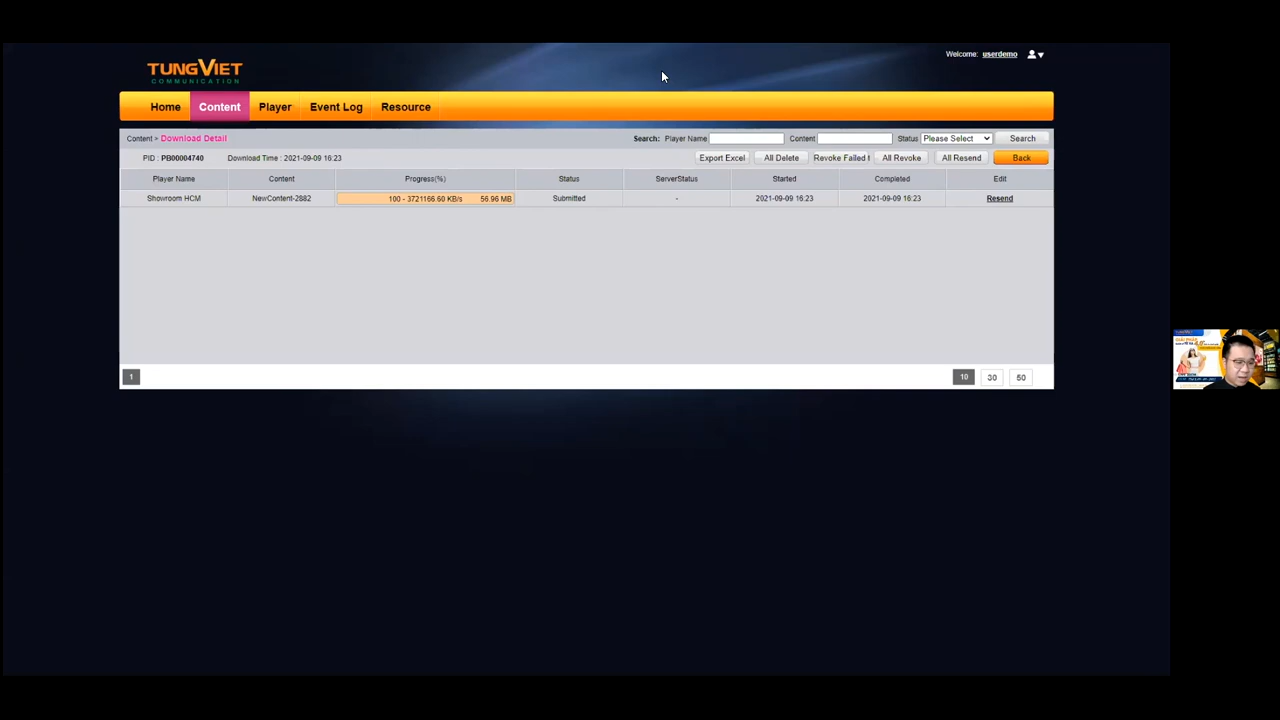 Welcome: userdemo
TUNGVIET
COMMUNICATION
Home Content Player Event Log Resource
Content > Download Detail Search: Player Name Content Status Please Select Search
PID : PB00004740 Download Time : 2021-09-09 16:23 Export Excel All Delete Revoke Failed All Revoke All Resend Back
Player Name Content Progress(%) Status ServerStatus Started Completed Edit
Showroom HCM NewContent-2882 100 - 3721166.60 KB/s 56.96 MB Submitted - 2021-09-09 16:23 2021-09-09 16:23 Resend
1 10 30 50